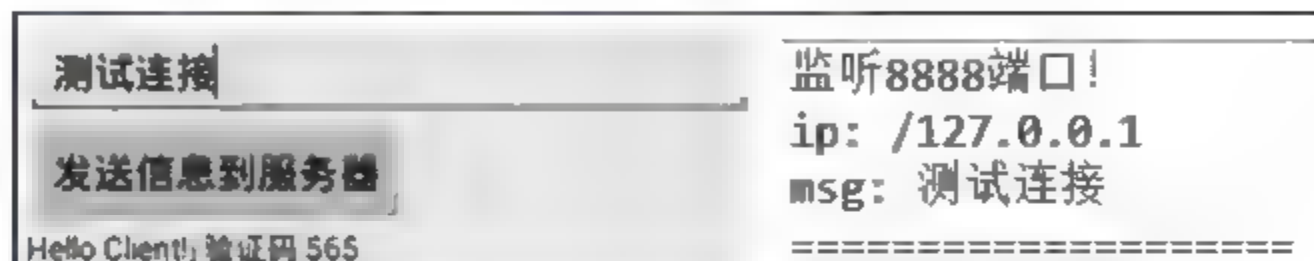 测试连接
发送信息到服务器
Hello Client!, 验证码 565
监听8888端口!
ip: /127.0.0.1
msg: 测试连接
====================